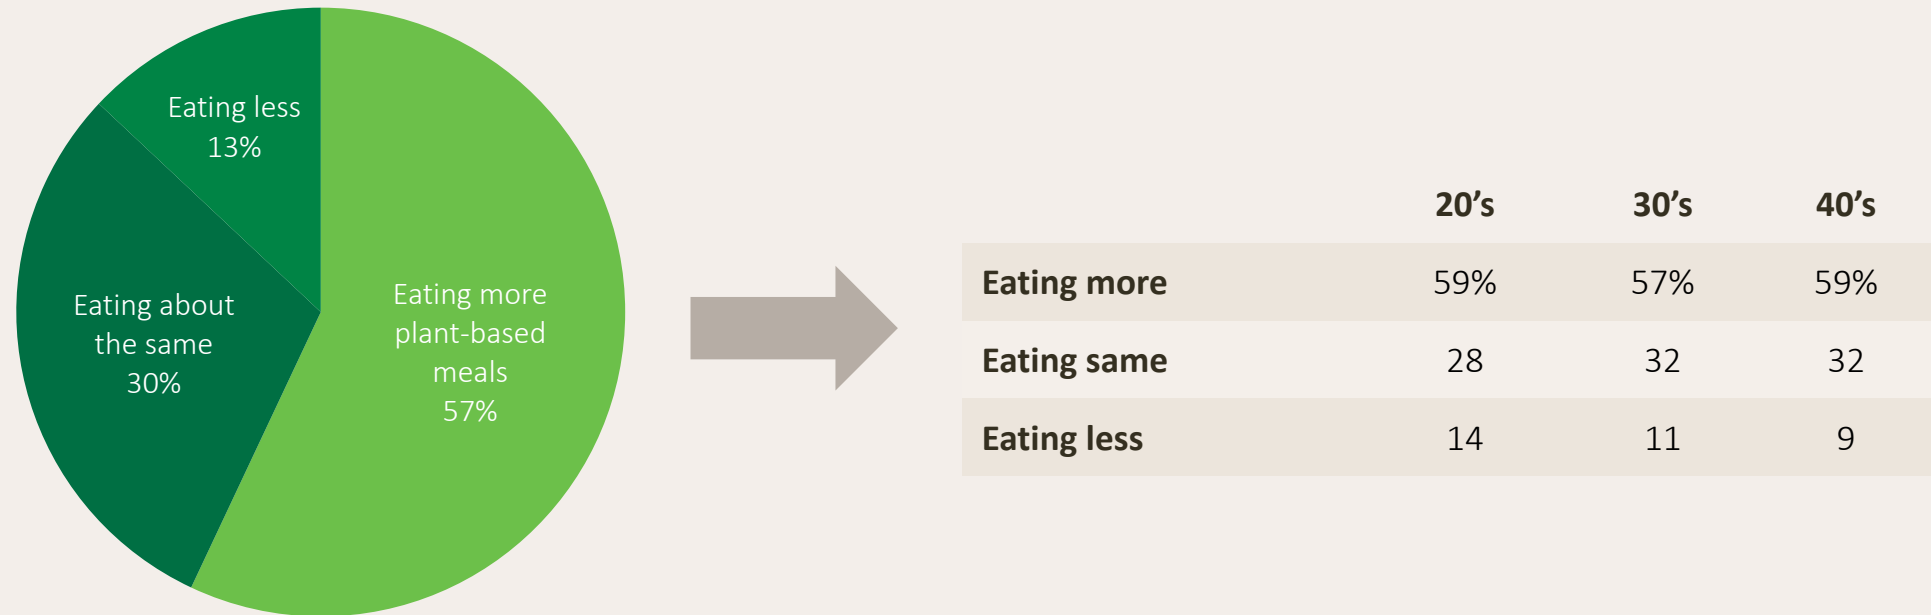 Eating less
13%
Eating about
the same
30%
Eating more
plant-based
meals
57%
20’s 30’s 40’s
Eating more 59% 57% 59%
Eating same 28 32 32
Eating less 14 11 9